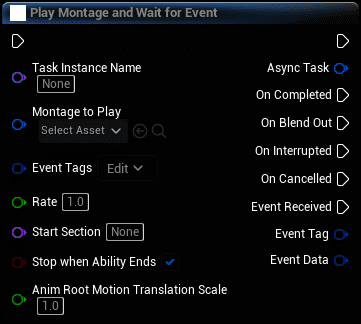 Play Montage and Wait for Event
Task Instance Name
None
Async Task
On Completed
Montage to Play
Select Asset
On Blend Out
On Interrupted
Event Tags Edit
On Cancelled
Rate 1.0
Event Received
Start Section None
Event Tag
Stop when Ability Ends
Event Data
Anim Root Motion Translation Scale
1.0